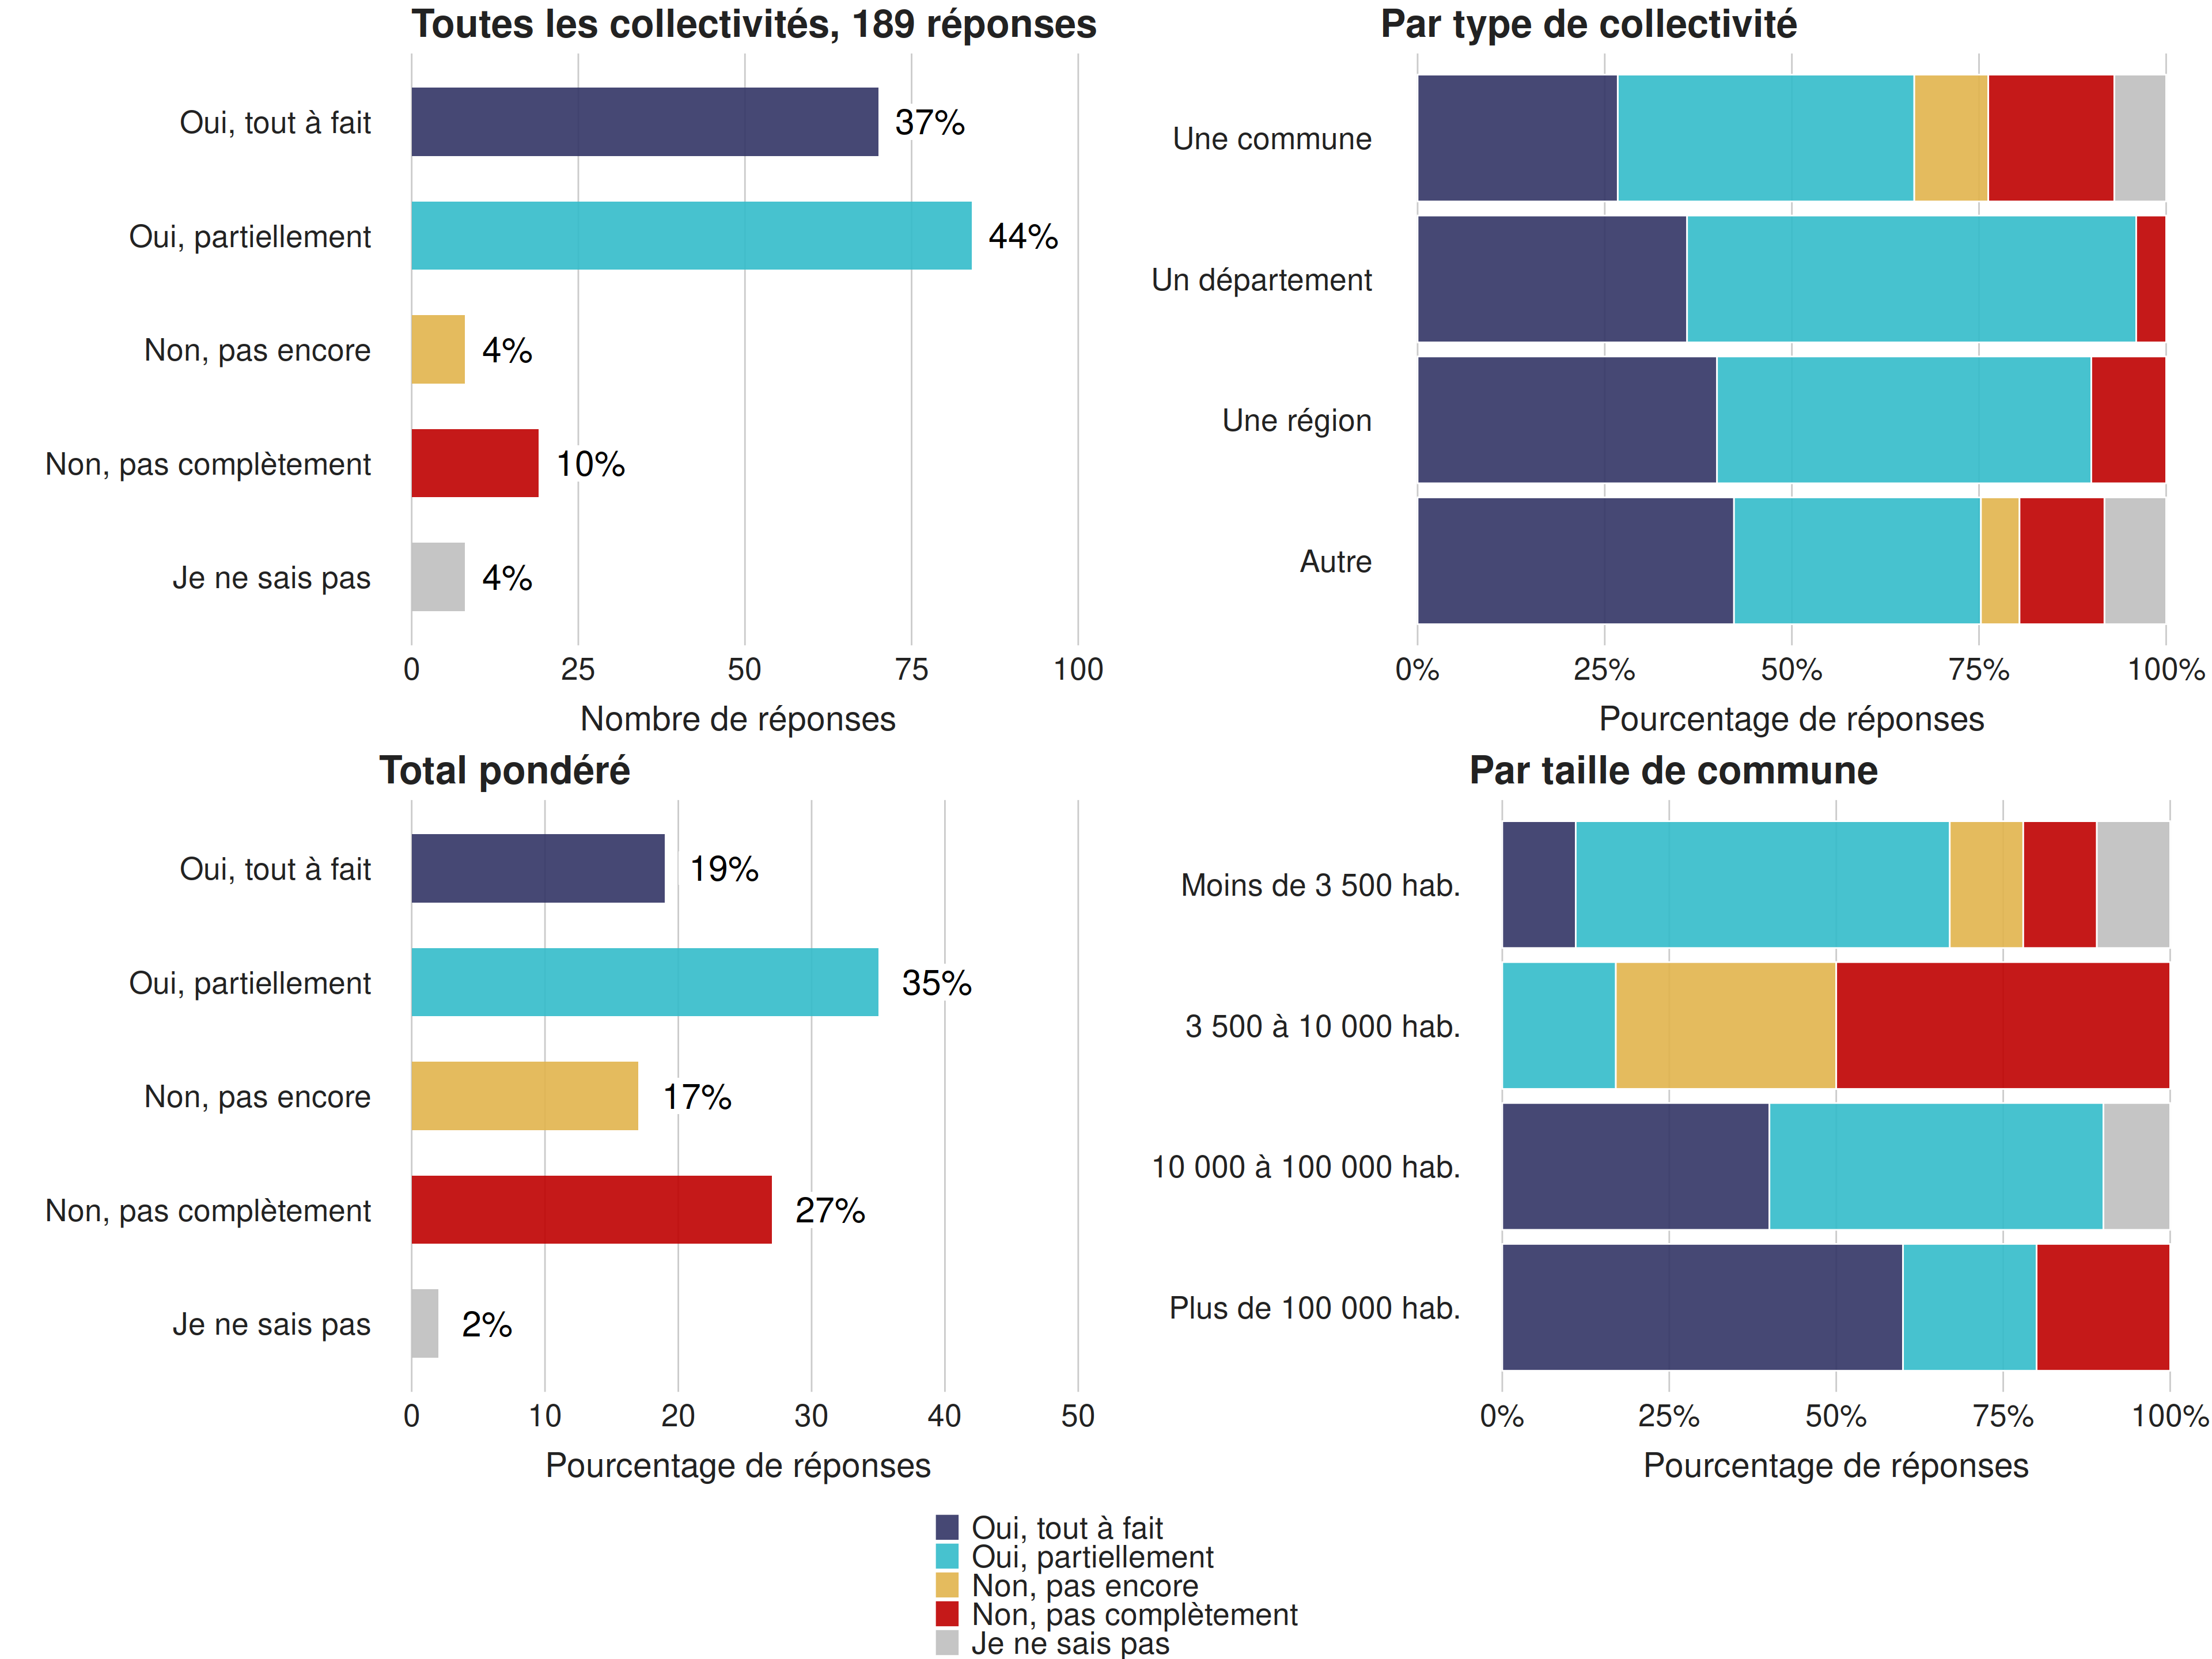 Toutes les collectivités, 189 réponses
Oui, tout à fait
37%
Oui, partiellement
44%
Non, pas encore
4%
Non, pas complètement
10%
Je ne sais pas
4%
0 25 50 75 100
Nombre de réponses
Par type de collectivité
Une commune
Un département
Une région
Autre
0% 25% 50% 75% 100%
Pourcentage de réponses
Total pondéré
Oui, tout à fait
19%
Oui, partiellement
35%
Non, pas encore
17%
Non, pas complètement
27%
Je ne sais pas
2%
0 10 20 30 40 50
Pourcentage de réponses
Par taille de commune
Moins de 3 500 hab.
3 500 à 10 000 hab.
10 000 à 100 000 hab.
Plus de 100 000 hab.
0% 25% 50% 75% 100%
Pourcentage de réponses
Oui, tout à fait
Oui, partiellement
Non, pas encore
Non, pas complètement
Je ne sais pas